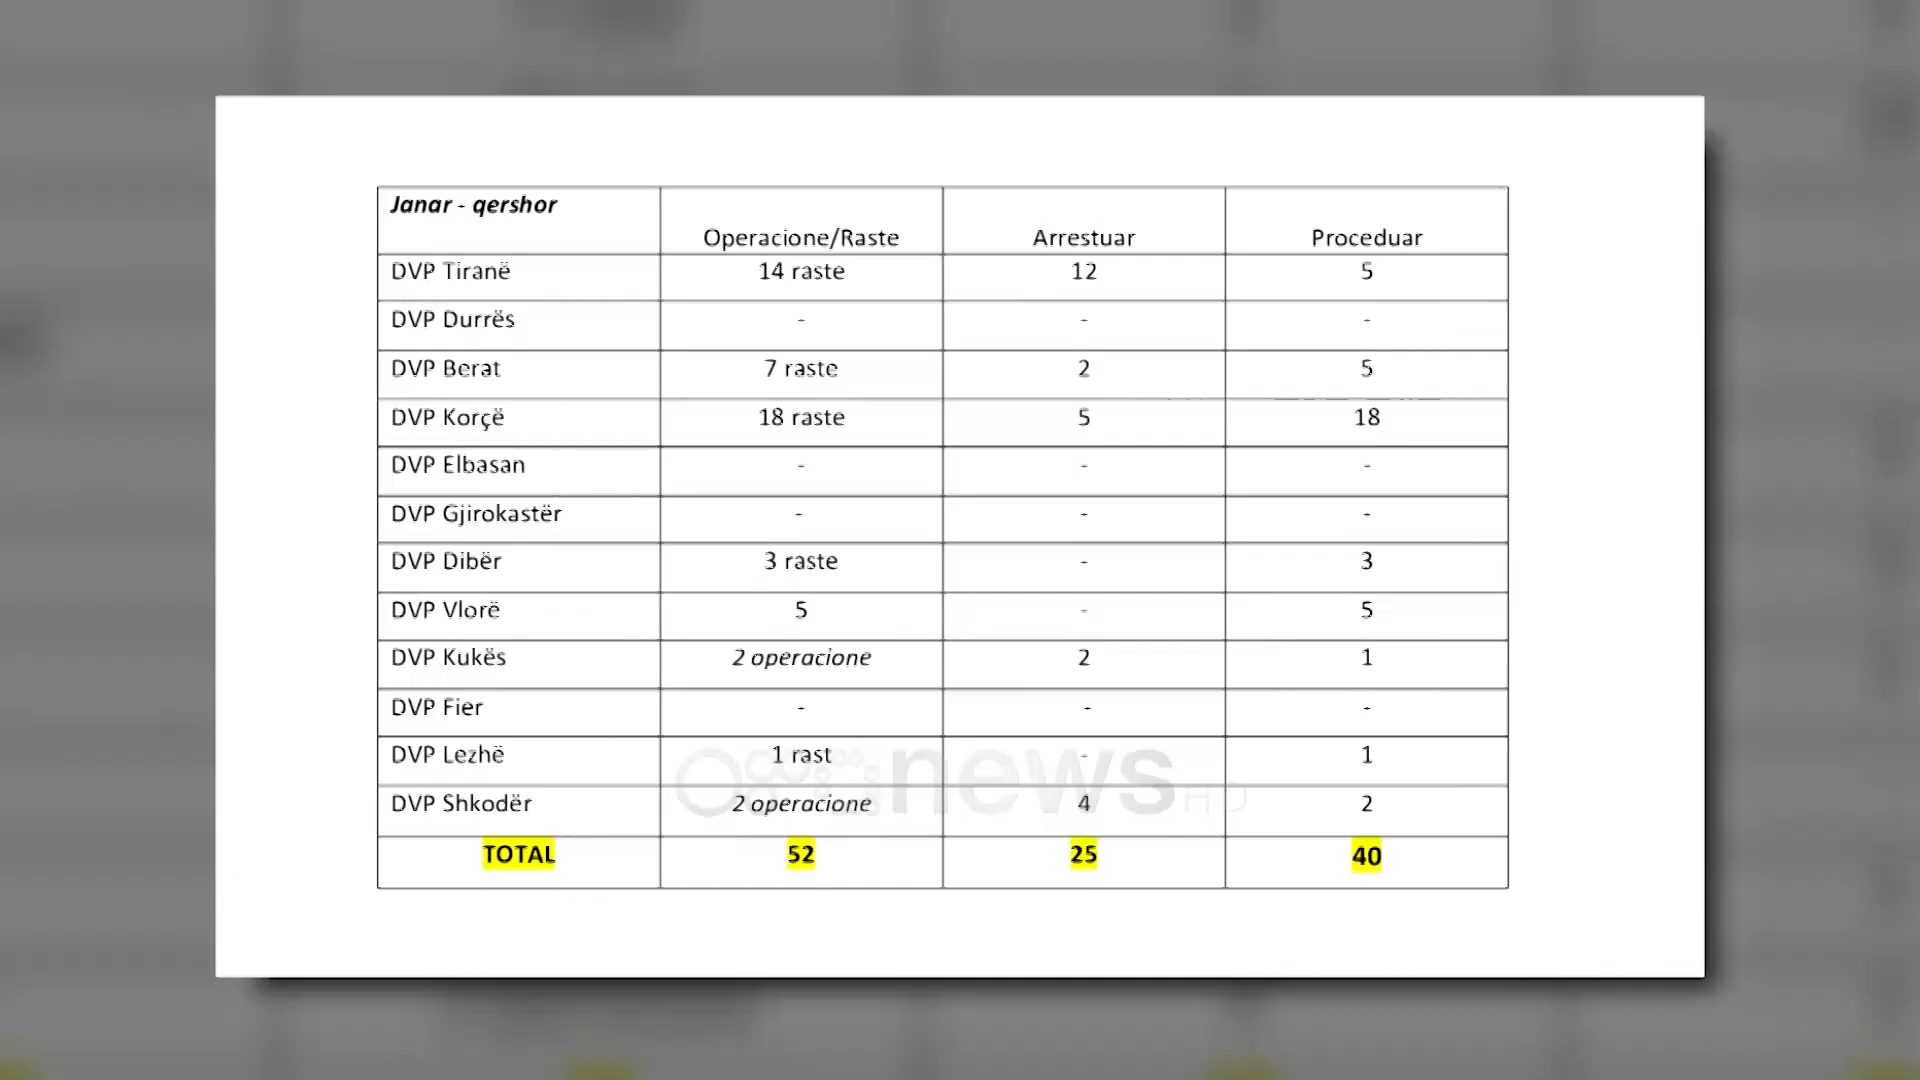 Janar - qershor
Operacione/Raste Arrestuar Proceduar
DVP Tiranë 14 raste 12 5
DVP Durrës - - -
DVP Berat 7 raste 2 5
DVP Korçë 18 raste 5 18
DVP Elbasan - - -
DVP Gjirokastër - - -
DVP Dibër 3 raste - 3
DVP Vlorë 5 - 5
DVP Kukës 2 operacione 2 1
DVP Fier - - -
DVP Lezhë 1 rast - 1
DVP Shkodër 2 operacione 4 2
TOTAL 52 25 40
news HD